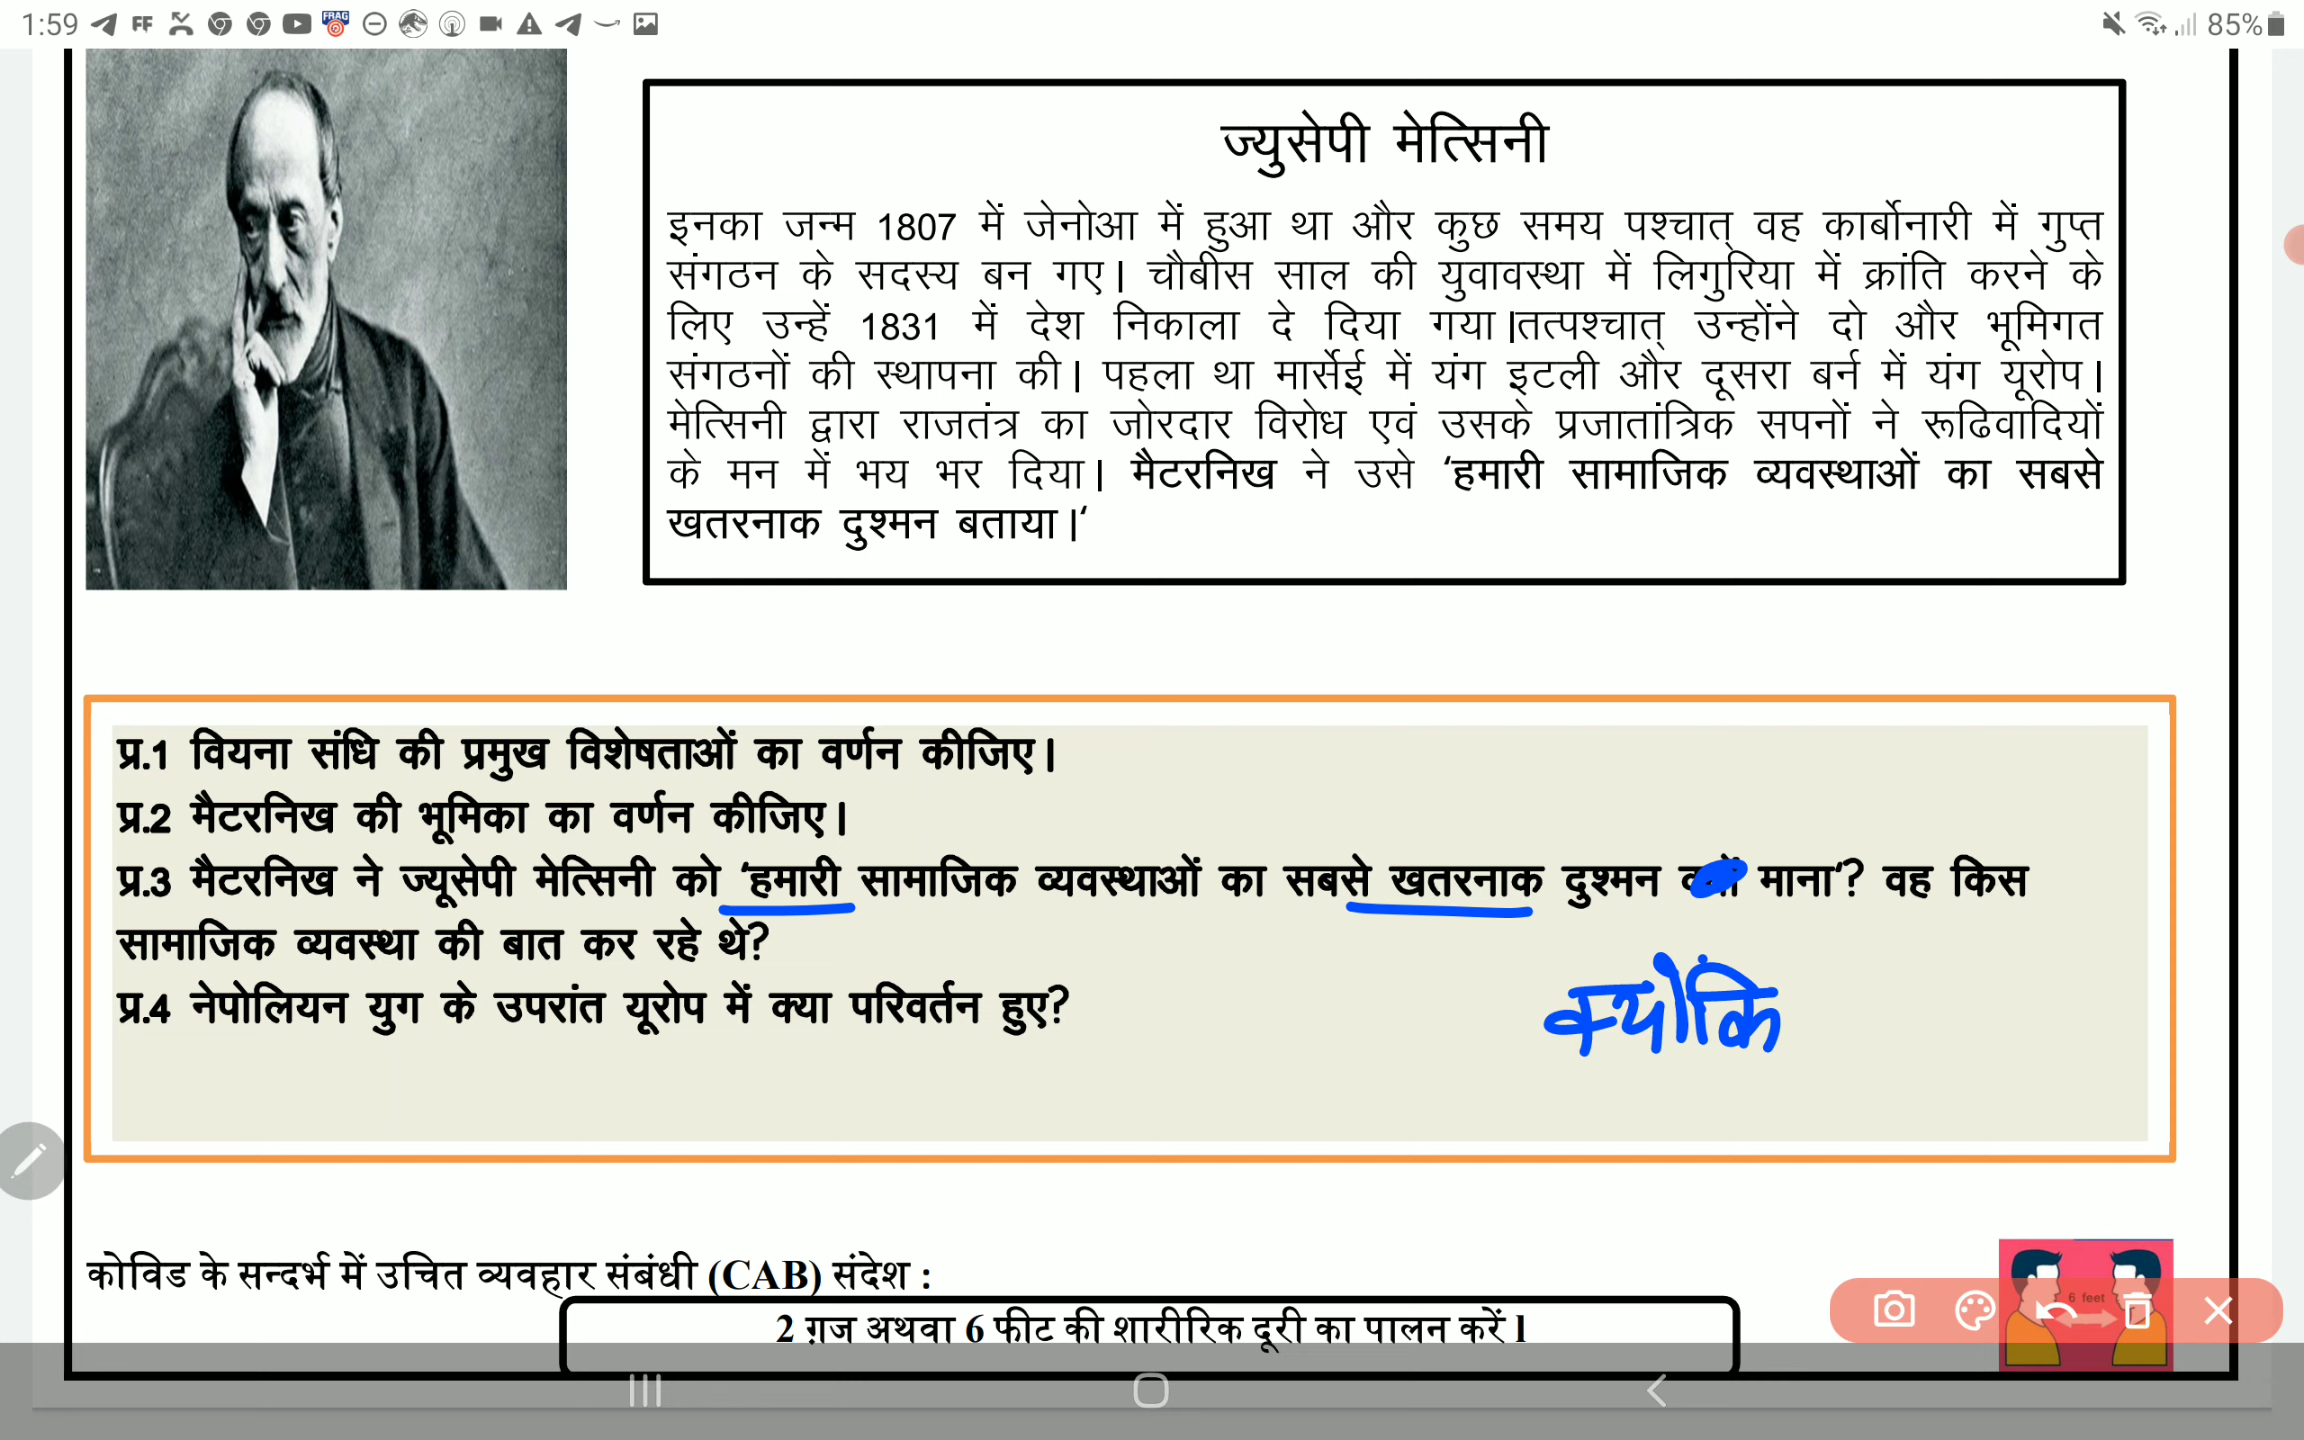 1:59
FF
FRAG
85%
ज्युसेपी मेत्सिनी
इनका जन्म 1807 में जेनोआ में हुआ था और कुछ समय पश्चात् वह कार्बोनारी में गुप्त
संगठन के सदस्य बन गए। चौबीस साल की युवावस्था में लिगुरिया में क्रांति करने के
लिए उन्हें 1831 में देश निकाला दे दिया गया।तत्पश्चात् उन्होंने दो और भूमिगत
संगठनों की स्थापना की। पहला था मार्सेई में यंग इटली और दूसरा बर्न में यंग यूरोप।
मेत्सिनी द्वारा राजतंत्र का जोरदार विरोध एवं उसके प्रजातांत्रिक सपनों ने रूढिवादियों
के मन में भय भर दिया। मैटरनिख ने उसे ‘हमारी सामाजिक व्यवस्थाओं का सबसे
खतरनाक दुश्मन बताया।‘
प्र.1 वियना संधि की प्रमुख विशेषताओं का वर्णन कीजिए।
प्र.2 मैटरनिख की भूमिका का वर्णन कीजिए।
प्र.3 मैटरनिख ने ज्यूसेपी मेत्सिनी को ‘हमारी सामाजिक व्यवस्थाओं का सबसे खतरनाक दुश्मन क्यों माना‘? वह किस
सामाजिक व्यवस्था की बात कर रहे थे?
प्र.4 नेपोलियन युग के उपरांत यूरोप में क्या परिवर्तन हुए?
क्योंकि
कोविड के सन्दर्भ में उचित व्यवहार संबंधी (CAB) संदेश :
2 ग़ज अथवा 6 फीट की शारीरिक दूरी का पालन करें l
6 feet